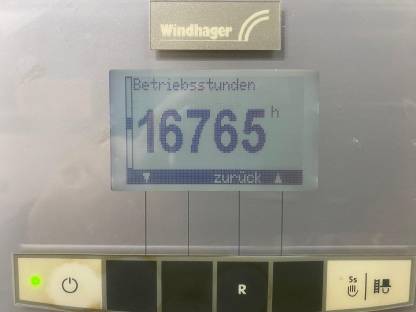 Windhager
Betriebsstunden
16765 h
zurück
R
5s